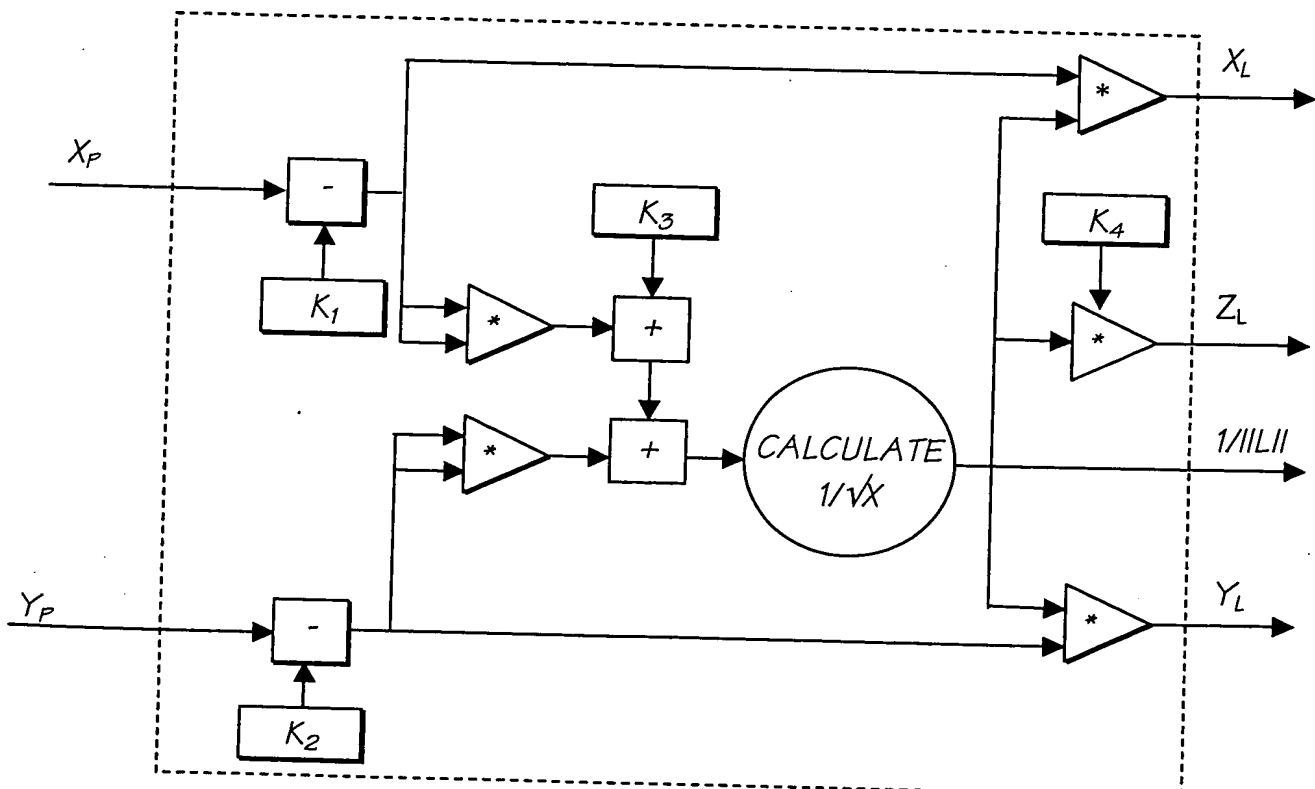 X_L
*
X_P
-
K_3
K_4
K_1
*
+
Z_L
*
*
+
CALCULATE
1/√X
1/||L||
Y_P
-
Y_L
*
K_2